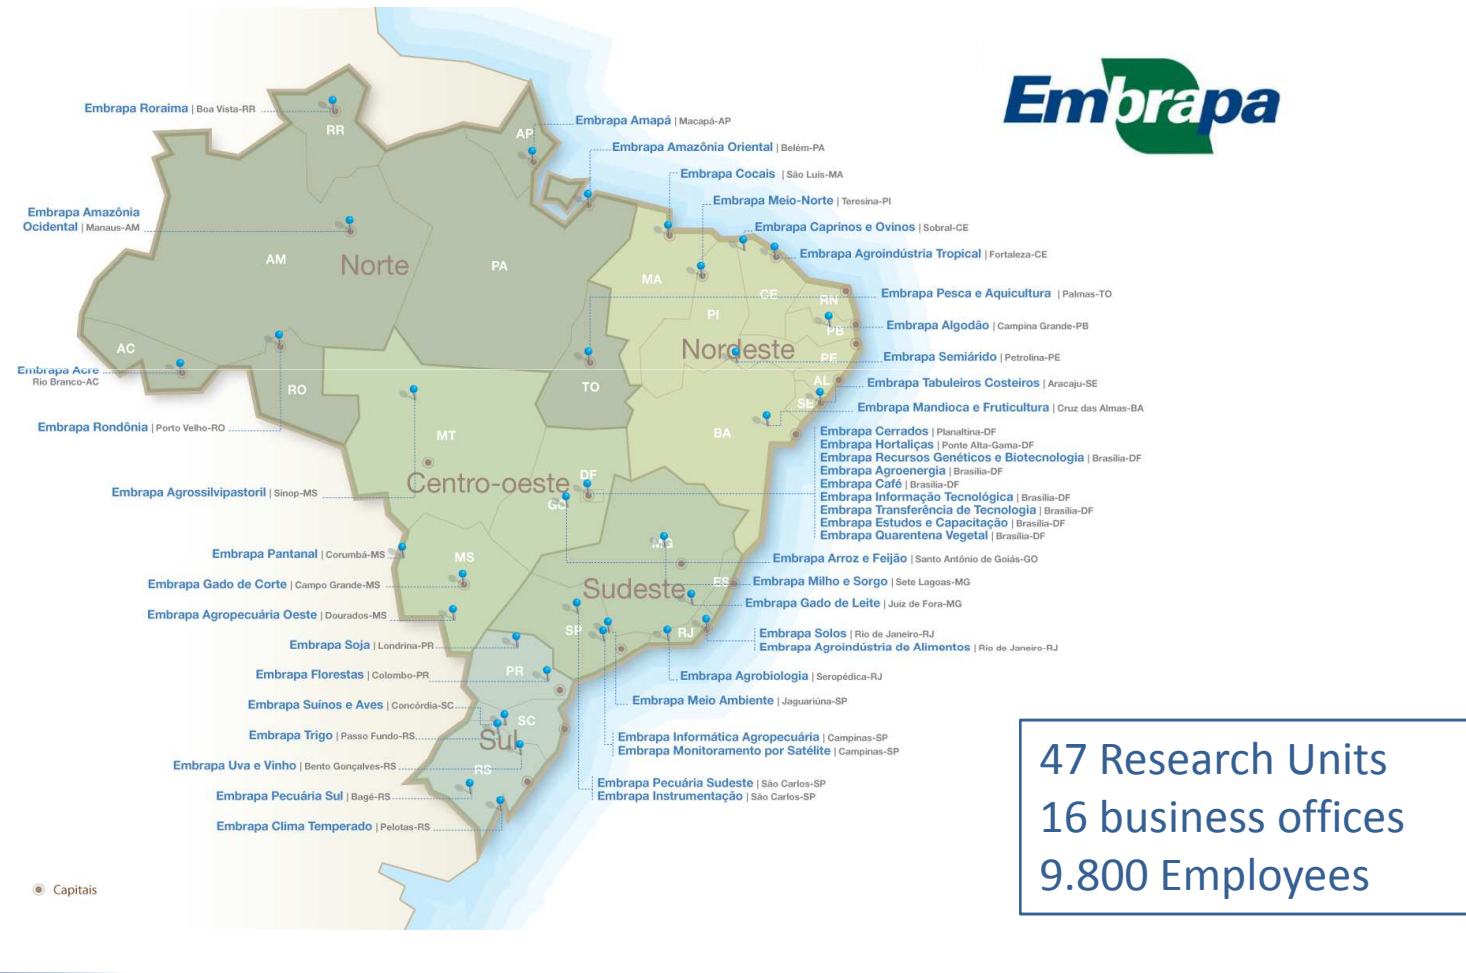 Embrapa
Embrapa Roraima | Boa Vista-RR
Embrapa Amazônia
Ocidental | Manaus-AM
Embrapa Acre
Rio Branco-AC
Embrapa Rondônia | Porto Velho-RO
Embrapa Agrossilvipastoril | Sinop-MS
Embrapa Pantanal | Corumbá-MS
Embrapa Gado de Corte | Campo Grande-MS
Embrapa Agropecuária Oeste | Dourados-MS
Embrapa Soja | Londrina-PR
Embrapa Florestas | Colombo-PR
Embrapa Suínos e Aves | Concórdia-SC
Embrapa Trigo | Passo Fundo-RS
Embrapa Uva e Vinho | Bento Gonçalves-RS
Embrapa Pecuária Sul | Bagé-RS
Embrapa Clima Temperado | Pelotas-RS
Capitais
RR
AP
AM
Norte
PA
AC
RO
TO
MA
CE
RN
PI
PB
Nordeste
PE
AL
SE
BA
MT
Centro-oeste
DF
GO
MS
MG
Sudeste
ES
SP
RJ
PR
SC
Sul
RS
Embrapa Amapá | Macapá-AP
Embrapa Amazônia Oriental | Belém-PA
Embrapa Cocais | São Luís-MA
Embrapa Meio-Norte | Teresina-PI
Embrapa Caprinos e Ovinos | Sobral-CE
Embrapa Agroindústria Tropical | Fortaleza-CE
Embrapa Pesca e Aquicultura | Palmas-TO
Embrapa Algodão | Campina Grande-PB
Embrapa Semiárido | Petrolina-PE
Embrapa Tabuleiros Costeiros | Aracaju-SE
Embrapa Mandioca e Fruticultura | Cruz das Almas-BA
Embrapa Cerrados | Planaltina-DF
Embrapa Hortaliças | Ponte Alta-Gama-DF
Embrapa Recursos Genéticos e Biotecnologia | Brasília-DF
Embrapa Agroenergia | Brasília-DF
Embrapa Café | Brasília-DF
Embrapa Informação Tecnológica | Brasília-DF
Embrapa Transferência de Tecnologia | Brasília-DF
Embrapa Estudos e Capacitação | Brasília-DF
Embrapa Quarentena Vegetal | Brasília-DF
Embrapa Arroz e Feijão | Santo Antônio de Goiás-GO
Embrapa Milho e Sorgo | Sete Lagoas-MG
Embrapa Gado de Leite | Juiz de Fora-MG
Embrapa Solos | Rio de Janeiro-RJ
Embrapa Agroindústria de Alimentos | Rio de Janeiro-RJ
Embrapa Agrobiologia | Seropédica-RJ
Embrapa Meio Ambiente | Jaguariúna-SP
Embrapa Informática Agropecuária | Campinas-SP
Embrapa Monitoramento por Satélite | Campinas-SP
Embrapa Pecuária Sudeste | São Carlos-SP
Embrapa Instrumentação | São Carlos-SP
47 Research Units
16 business offices
9.800 Employees